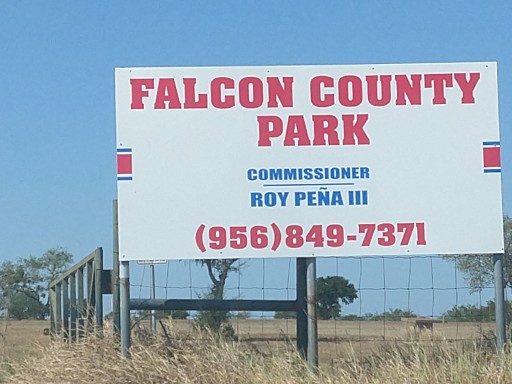 FALCON COUNTY
PARK
COMMISSIONER
ROY PEÑA III
(956)849-7371